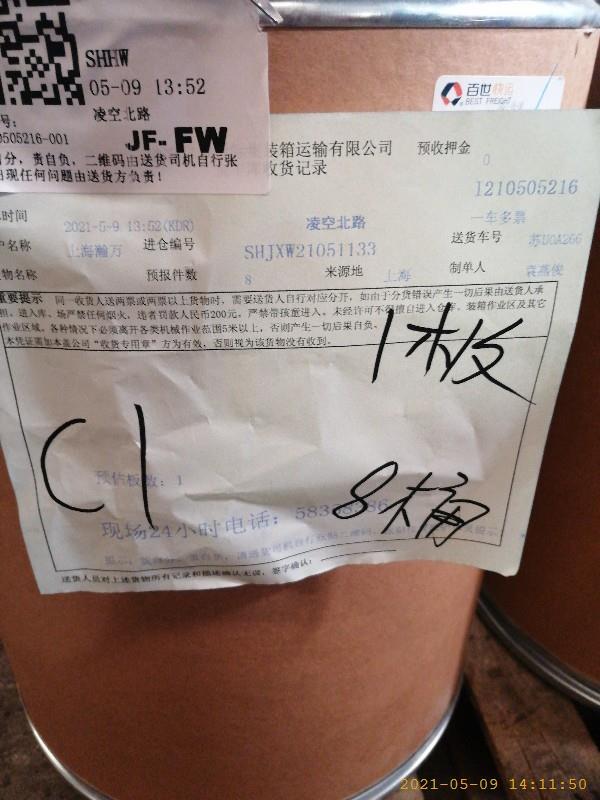 SHHW
05-09 13:52
凌空北路
0505216-001
JF-FW
分，责自负，二维码由送货司机自行张
现任何问题由送货方负责！
百世快运
BEST FREIGHT
装箱运输有限公司
预收押金
0
收货记录
1210505216
时间
2021-5-9 13:52(KDR)
凌空北路
一车多票
户名称
上海瀚万
进仓编号
SHJXW21051133
送货车号
苏U0A266
物名称
预报件数
8
来源地
上海
制单人
袁燕俊
重要提示 同一收货人送两票或两票以上货物时，需要送货人自行对应分开，如由于分货错误产生一切后果由送货人承
担，进入库、场严禁任何烟火，违者罚款人民币200元。严禁带孩童进入。未经许可不得擅自进入仓库、装箱作业区及其它
作业区域，各种情况下必须离开各类机械作业范围5米以上，否则产生一切后果自负。
本凭证需加本盖公司“收货专用章”方为有效，否则视为该货物没有收到。
1木板
C1
预估板数：1
8木桶
现场24小时电话：
送货人员对上述货物所有记录和描述确认无误，签字确认：
2021-05-09 14:11:50